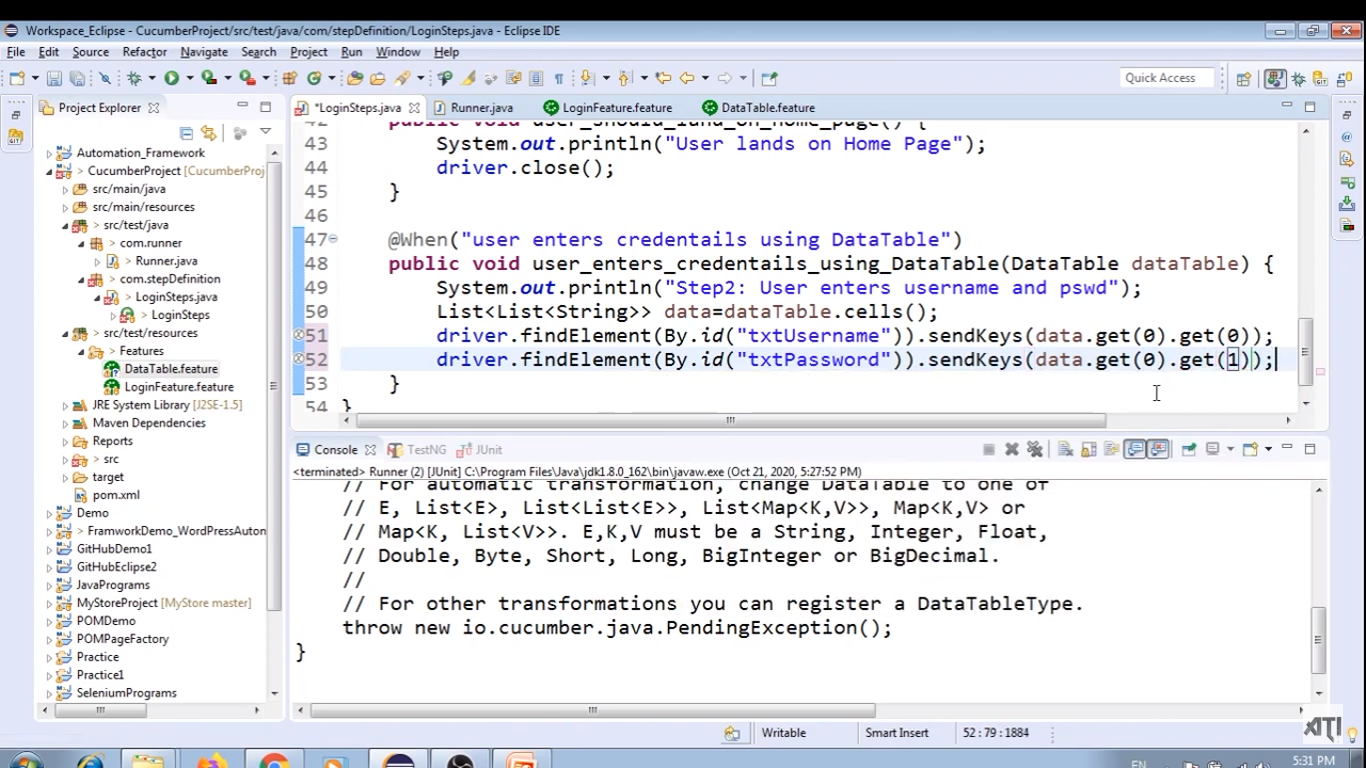 Workspace_Eclipse - CucumberProject/src/test/java/com/stepDefinition/LoginSteps.java - Eclipse IDE
File Edit Source Refactor Navigate Search Project Run Window Help
Quick Access
Project Explorer
*LoginSteps.java Runner.java LoginFeature.feature DataTable.feature
Automation_Framework
> CucumberProject [CucumberProj
src/main/java
src/main/resources
> src/test/java
> com.runner
> Runner.java
> com.stepDefinition
> LoginSteps.java
> LoginSteps
> src/test/resources
> Features
DataTable.feature
LoginFeature.feature
JRE System Library [J2SE-1.5]
Maven Dependencies
Reports
> src
> target
pom.xml
Demo
> FramworkDemo_WordPressAuton
GitHubDemo1
GitHubEclipse2
JavaPrograms
MyStoreProject [MyStore master]
POMDemo
POMPageFactory
Practice
Practice1
SeleniumPrograms
42 public void user_should_land_on_home_page() {
43 System.out.println("User lands on Home Page");
44 driver.close();
45 }
46
47 @When("user enters credentails using DataTable")
48 public void user_enters_credentails_using_DataTable(DataTable dataTable) {
49 System.out.println("Step2: User enters username and pswd");
50 List<List<String>> data=dataTable.cells();
51 driver.findElement(By.id("txtUsername")).sendKeys(data.get(0).get(0));
52 driver.findElement(By.id("txtPassword")).sendKeys(data.get(0).get(1));
53 }
54 }
Console TestNG JUnit
<terminated> Runner (2) [JUnit] C:\Program Files\Java\jdk1.8.0_162\bin\javaw.exe (Oct 21, 2020, 5:27:52 PM)
// For automatic transformation, change DataTable to one of
// E, List<E>, List<List<E>>, List<Map<K,V>>, Map<K,V> or
// Map<K, List<V>>. E,K,V must be a String, Integer, Float,
// Double, Byte, Short, Long, BigInteger or BigDecimal.
//
// For other transformations you can register a DataTableType.
throw new io.cucumber.java.PendingException();
}
Writable Smart Insert 52 : 79 : 1884
ATI
EN 5:31 PM